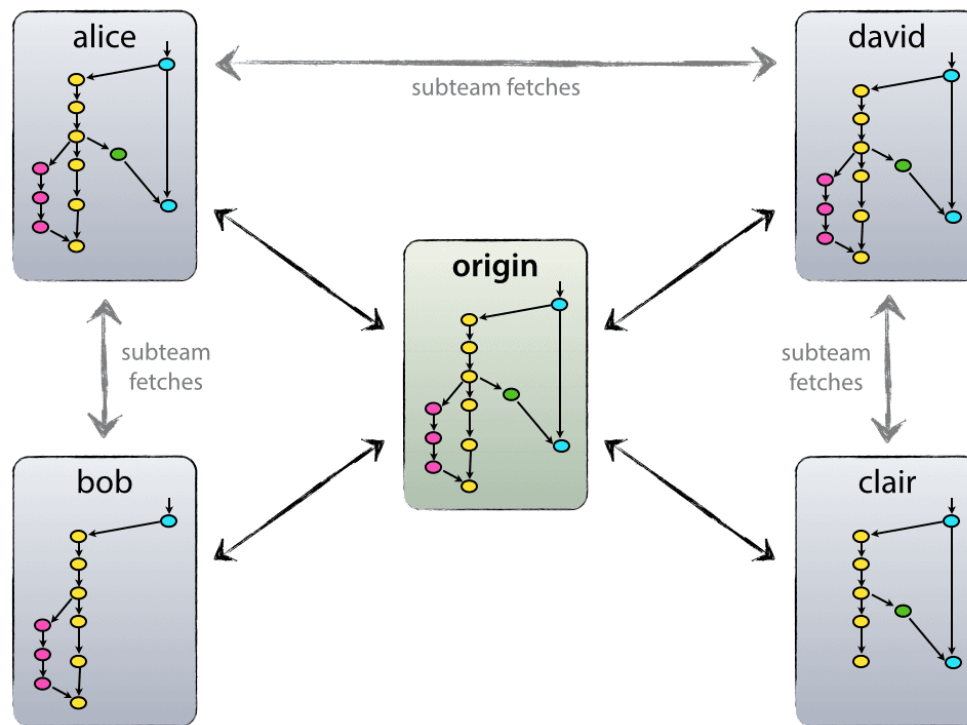 alice
david
subteam fetches
origin
subteam
fetches
subteam
fetches
bob
clair